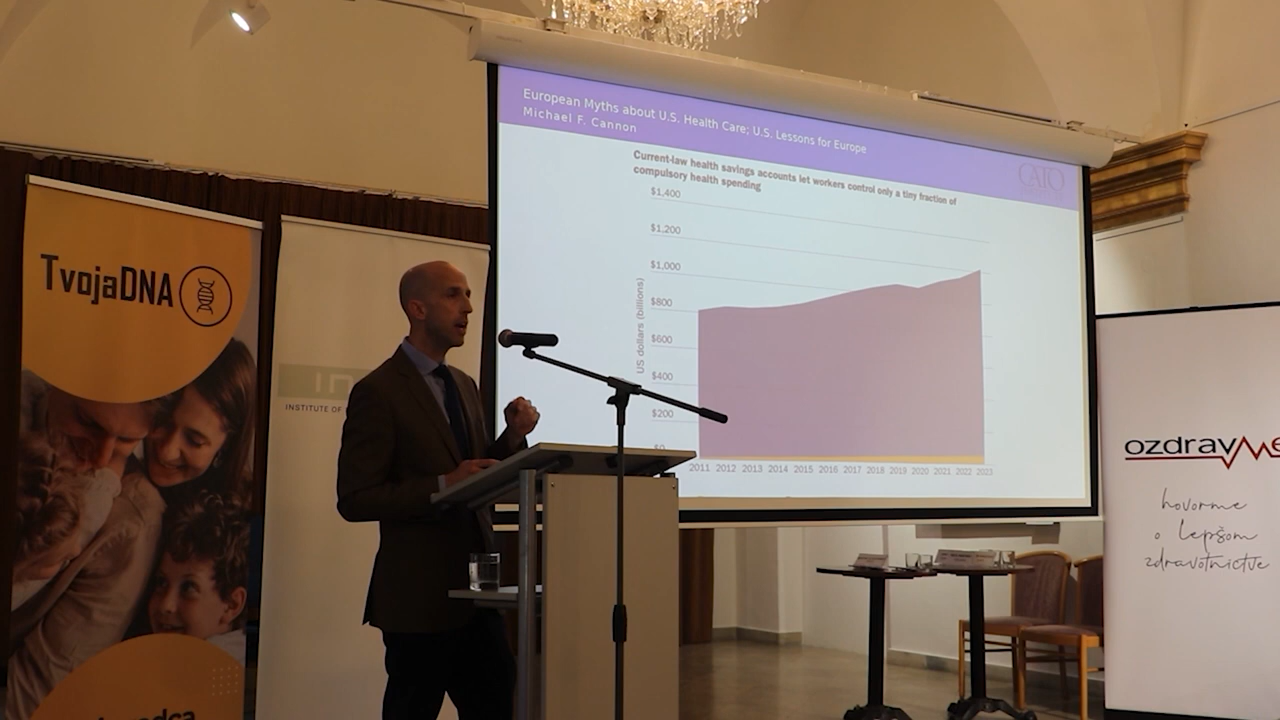 European Myths about U.S. Health Care; U.S. Lessons for Europe
Michael F. Cannon
CATO
Current-law health savings accounts let workers control only a tiny fraction of
compulsory health spending
$1,400
$1,200
$1,000
$800
$600
$400
$200
$0
US dollars (billions)
2011 2012 2013 2014 2015 2016 2017 2018 2019 2020 2021 2022 2023
TvojaDNA
INSTITUTE OF
ozdravme
hovorme
o lepšom
zdravotníctve